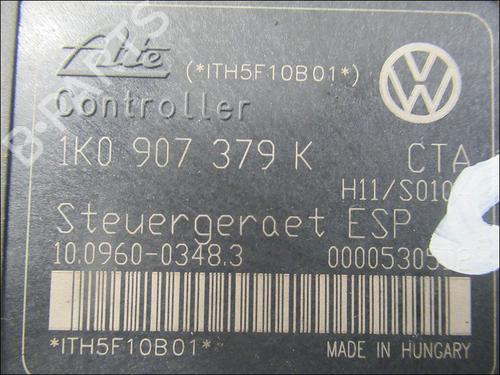 Ate (*ITH5F10B01*)
Controller
1K0 907 379 K CTA
H11/S010
Steuergeraet ESP
10.0960-0348.3 00005305
*ITH5F10B01* MADE IN HUNGARY
B-PARTS